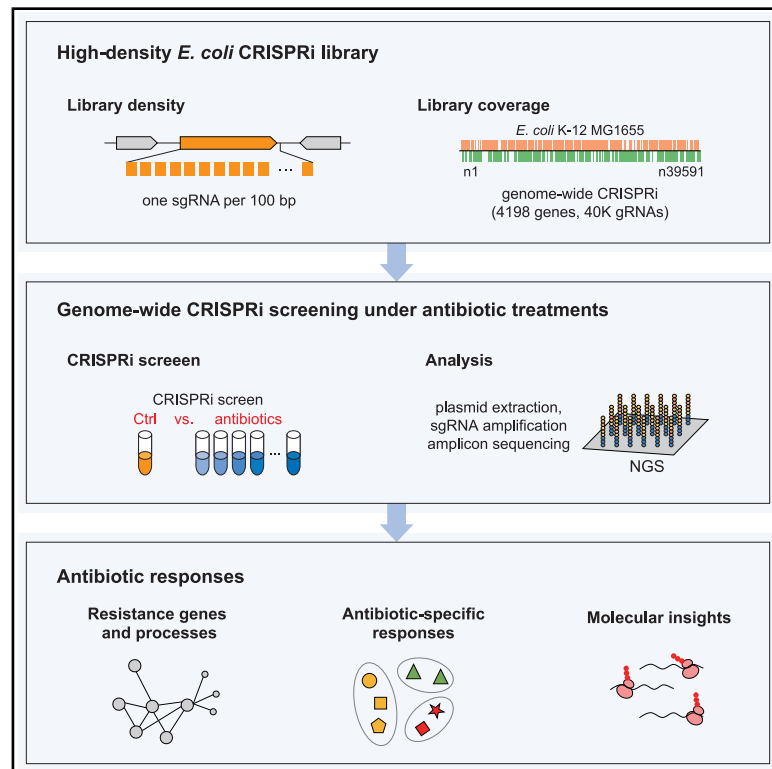 High-density E. coli CRISPRi library
Library density
one sgRNA per 100 bp
Library coverage
E. coli K-12 MG1655
n1
n39591
genome-wide CRISPRi
(4198 genes, 40K gRNAs)
Genome-wide CRISPRi screening under antibiotic treatments
CRISPRi screeen
CRISPRi screen
Ctrl vs. antibiotics
Analysis
plasmid extraction,
sgRNA amplification
amplicon sequencing
NGS
Antibiotic responses
Resistance genes
and processes
Antibiotic-specific
responses
Molecular insights